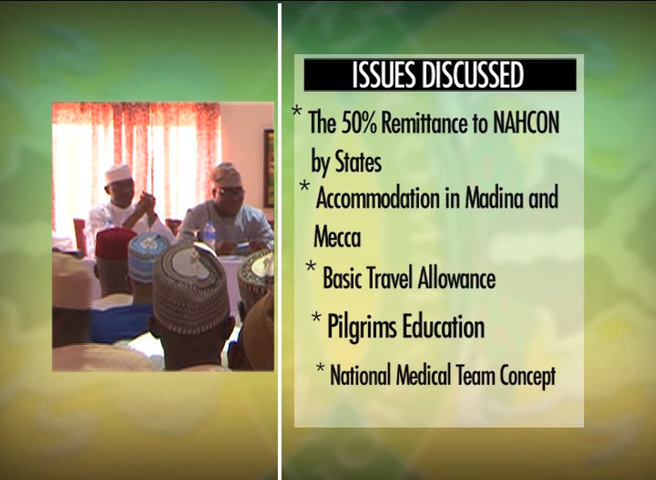 ISSUES DISCUSSED
* The 50% Remittance to NAHCON
by States
* Accommodation in Madina and
Mecca
* Basic Travel Allowance
* Pilgrims Education
* National Medical Team Concept